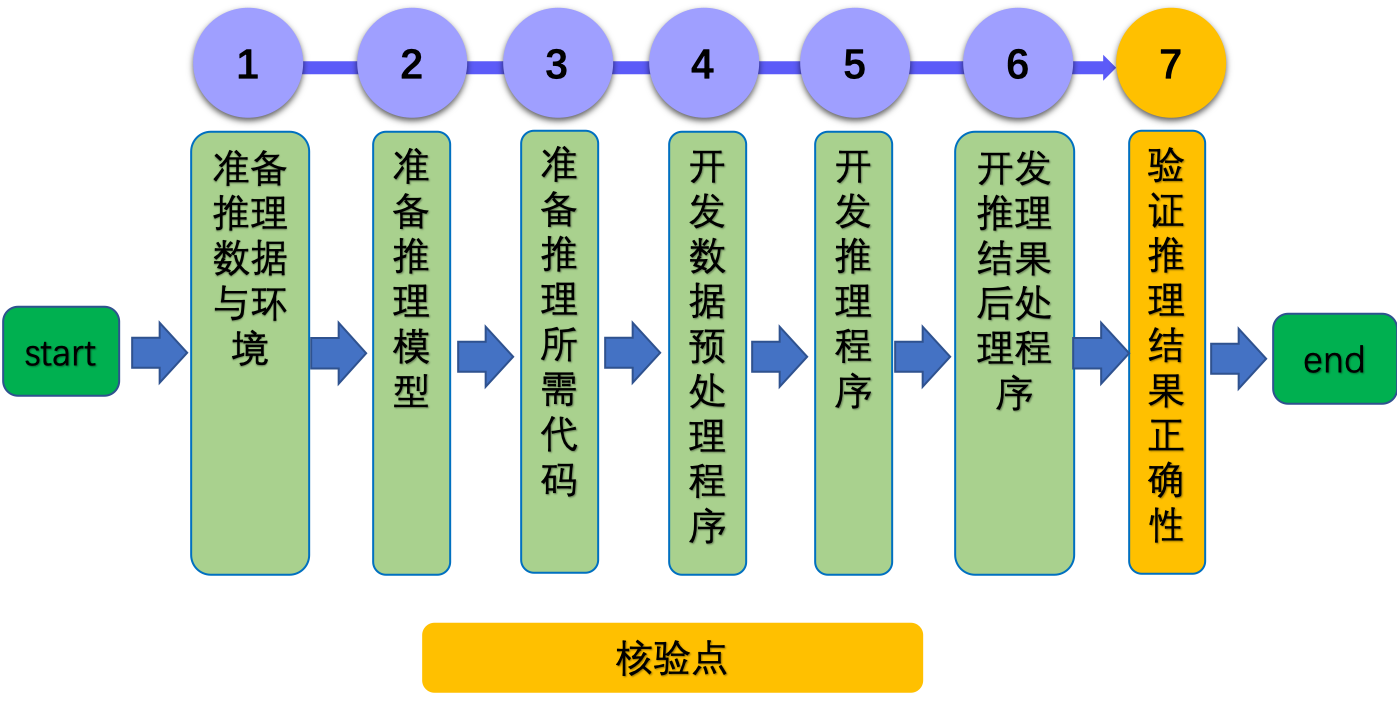 1
2
3
4
5
6
7
start
准备
推理
数据
与环
境
准备推理模型
准备推理所需代码
开发数据预处理程序
开发推理程序
开发
推理
结果
后处
理程
序
验证推理结果正确性
end
核验点